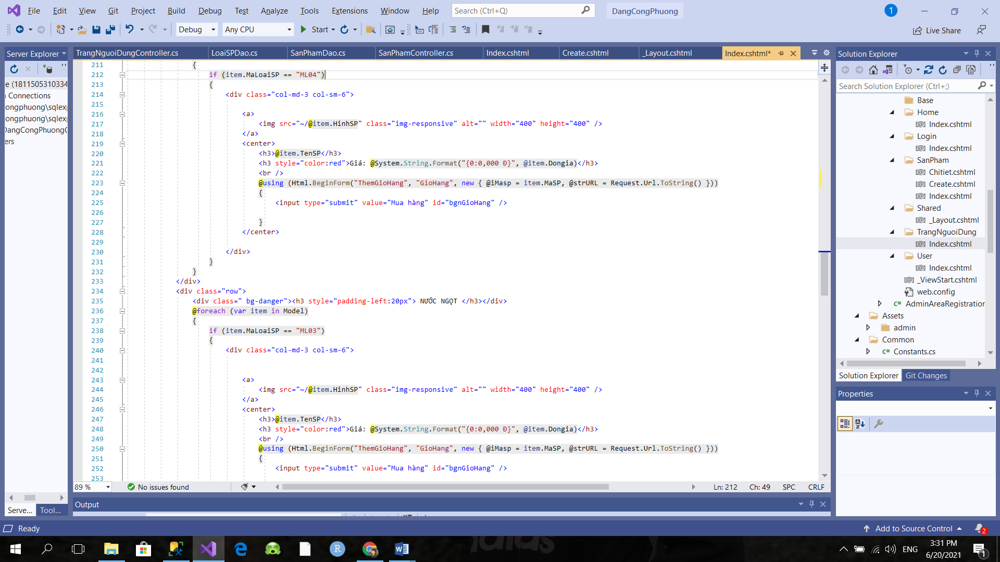 File Edit View Git Project Build Debug Test Analyze Tools Extensions Window Help Search (Ctrl+Q) DangCongPhuong 1
Debug Any CPU Start Live Share
Server Explorer TrangNguoiDungController.cs LoaiSPDao.cs SanPhamDao.cs SanPhamController.cs Index.cshtml Create.cshtml _Layout.cshtml Index.cshtml* Solution Explorer
e (1811505310334
Connections
ongphuong\sqlexp
ongphuong\sqlexp
DangCongPhuong
ers
Serve... Tool...
211 {
212 if (item.MaLoaiSP == "ML04")
213 {
214 <div class="col-md-3 col-sm-6">
215
216 <a>
217 <img src="~/@item.HinhSP" class="img-responsive" alt="" width="400" height="400" />
218 </a>
219 <center>
220 <h3>@item.TenSP</h3>
221 <h3 style="color:red">Giá: @System.String.Format("{0:0,000 Đ}", @item.Dongia)</h3>
222 <br />
223 @using (Html.BeginForm("ThemGioHang", "GioHang", new { @iMasp = item.MaSP, @strURL = Request.Url.ToString() }))
224 {
225 <input type="submit" value="Mua hàng" id="bgnGioHang" />
226
227 }
228 </center>
229
230 </div>
231 }
232 }
233 </div>
234 <div class="row">
235 <div class=" bg-danger"><h3 style="padding-left:20px"> NƯỚC NGỌT </h3></div>
236 @foreach (var item in Model)
237 {
238 if (item.MaLoaiSP == "ML03")
239 {
240 <div class="col-md-3 col-sm-6">
241
242
243 <a>
244 <img src="~/@item.HinhSP" class="img-responsive" alt="" width="400" height="400" />
245 </a>
246 <center>
247 <h3>@item.TenSP</h3>
248 <h3 style="color:red">Giá: @System.String.Format("{0:0,000 Đ}", @item.Dongia)</h3>
249 <br />
250 @using (Html.BeginForm("ThemGioHang", "GioHang", new { @iMasp = item.MaSP, @strURL = Request.Url.ToString() }))
251 {
252 <input type="submit" value="Mua hàng" id="bgnGioHang" />
253
89 % No issues found Ln: 212 Ch: 49 SPC CRLF
Output
Search Solution Explorer (Ctrl+;)
Base
Home
Index.cshtml
Login
Index.cshtml
SanPham
Chitiet.cshtml
Create.cshtml
Index.cshtml
Shared
_Layout.cshtml
TrangNguoiDung
Index.cshtml
User
Index.cshtml
_ViewStart.cshtml
web.config
C# AdminAreaRegistration
Assets
admin
Common
C# Constants.cs
Solution Explorer Git Changes
Properties
Ready Add to Source Control 2
ENG 3:31 PM
6/20/2021 1